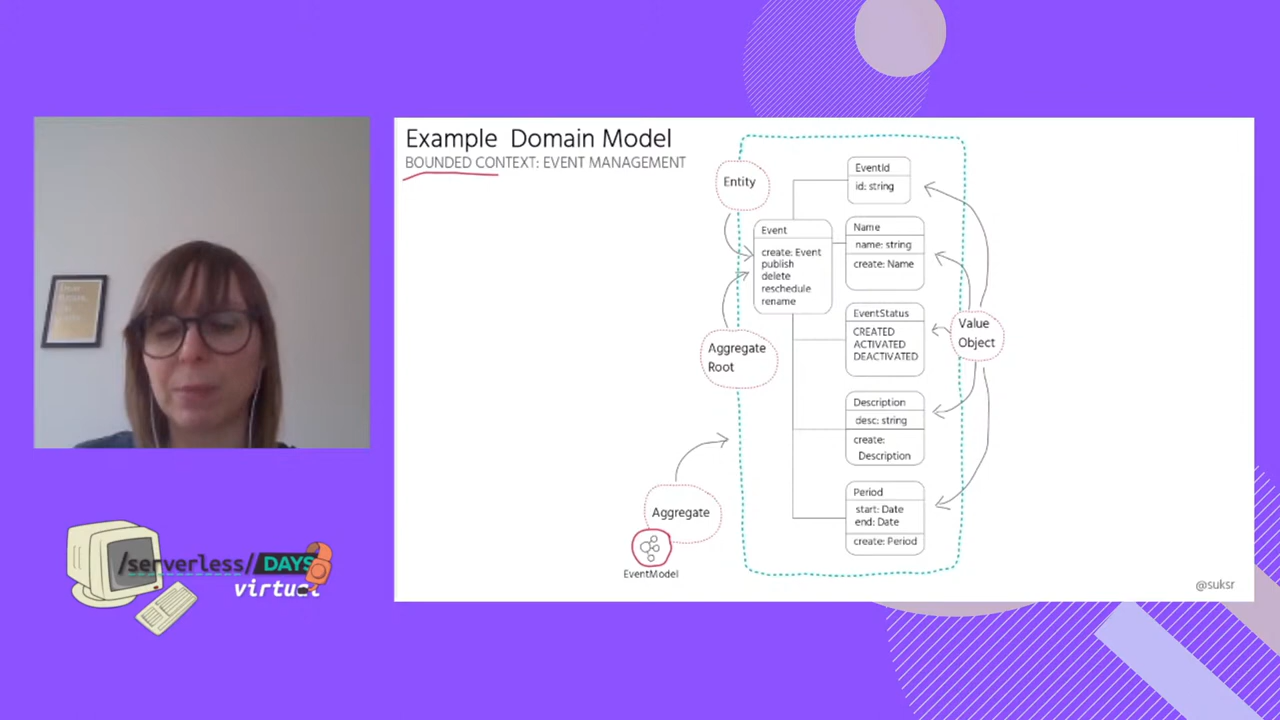 Example Domain Model
BOUNDED CONTEXT: EVENT MANAGEMENT
Entity
Event
create: Event
publish
delete
reschedule
rename
Aggregate
Root
Aggregate
EventModel
EventId
id: string
Name
name: string
create: Name
EventStatus
CREATED
ACTIVATED
DEACTIVATED
Description
desc: string
create:
Description
Period
start: Date
end: Date
create: Period
Value
Object
@suksr
/serverless/DAYS
virtual